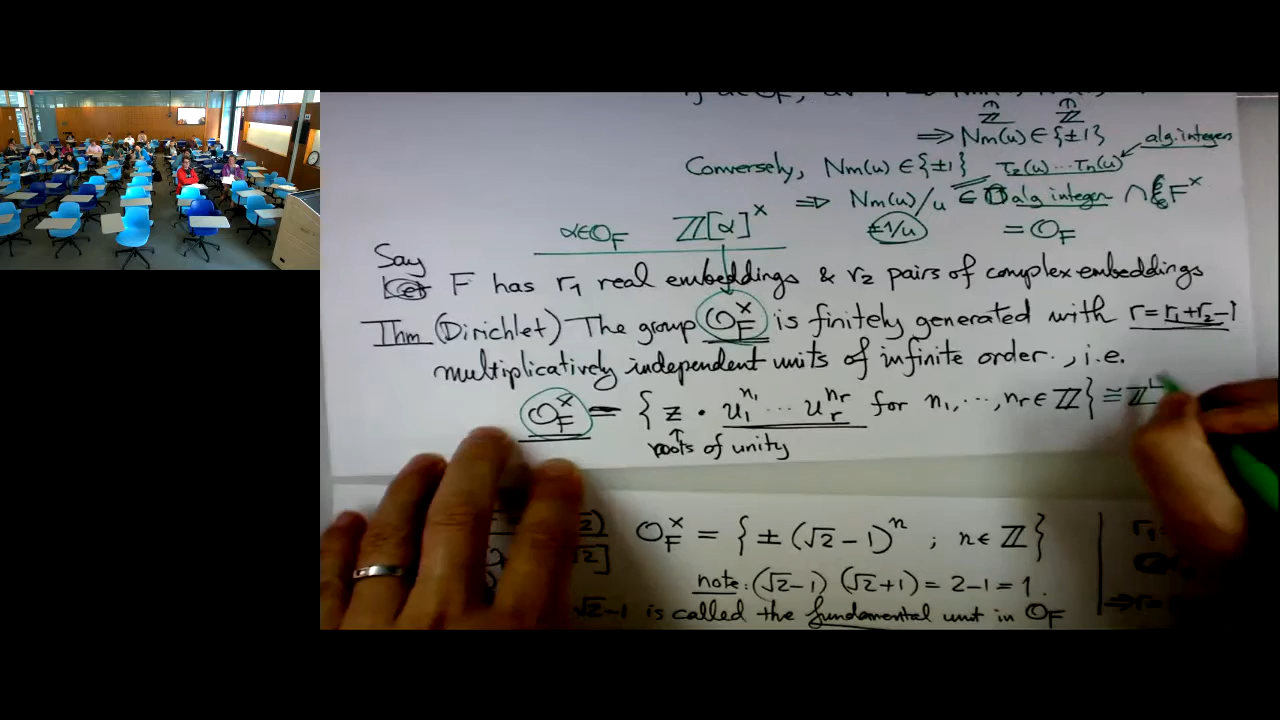 ⟹ Nm(u) ∈ {±1}
Conversely, Nm(u) ∈ {±1} τ₂(u)⋯τₙ(u) alg. integer
⟹ Nm(u)/u ∈ alg integer ∩ F^×
±1/u = O_F
α∈O_F ℤ[α]^×
Say
F has r₁ real embeddings & r₂ pairs of complex embeddings
Thm (Dirichlet) The group O_F^× is finitely generated with r = r₁+r₂-1
multiplicatively independent units of infinite order., i.e.
O_F^× = { z · u₁^{n₁} ⋯ u_r^{n_r} for n₁, ⋯, n_r ∈ ℤ } ≅ ℤ
roots of unity
O_F^× = { ± (√2 - 1)^n ; n ∈ ℤ }
note: (√2-1) (√2+1) = 2-1 = 1.
√2-1 is called the fundamental unit in O_F